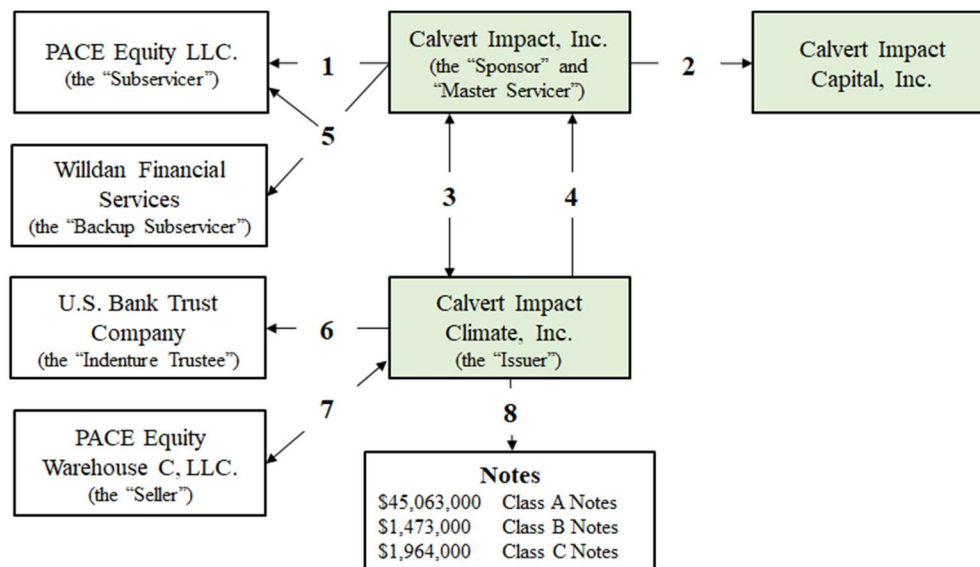 PACE Equity LLC.
(the “Subservicer”)
1
Calvert Impact, Inc.
(the “Sponsor” and
“Master Servicer”)
2
Calvert Impact
Capital, Inc.
5
Willdan Financial
Services
(the “Backup Subservicer”)
3
4
U.S. Bank Trust
Company
(the “Indenture Trustee”)
6
Calvert Impact
Climate, Inc.
(the “Issuer”)
7
8
PACE Equity
Warehouse C, LLC.
(the “Seller”)
Notes
$45,063,000 Class A Notes
$1,473,000 Class B Notes
$1,964,000 Class C Notes